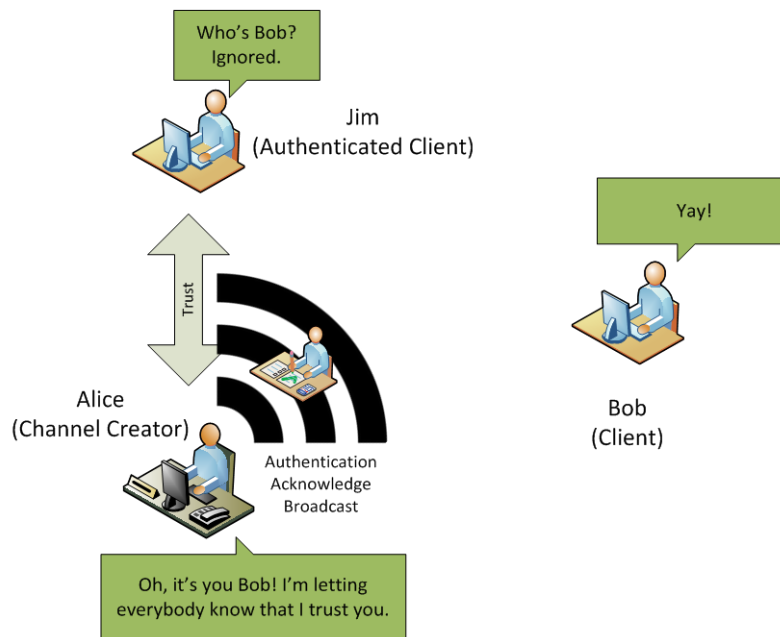 Who's Bob?
Ignored.
Jim
(Authenticated Client)
Yay!
Trust
Alice
(Channel Creator)
Bob
(Client)
Authentication
Acknowledge
Broadcast
Oh, it's you Bob! I'm letting
everybody know that I trust you.